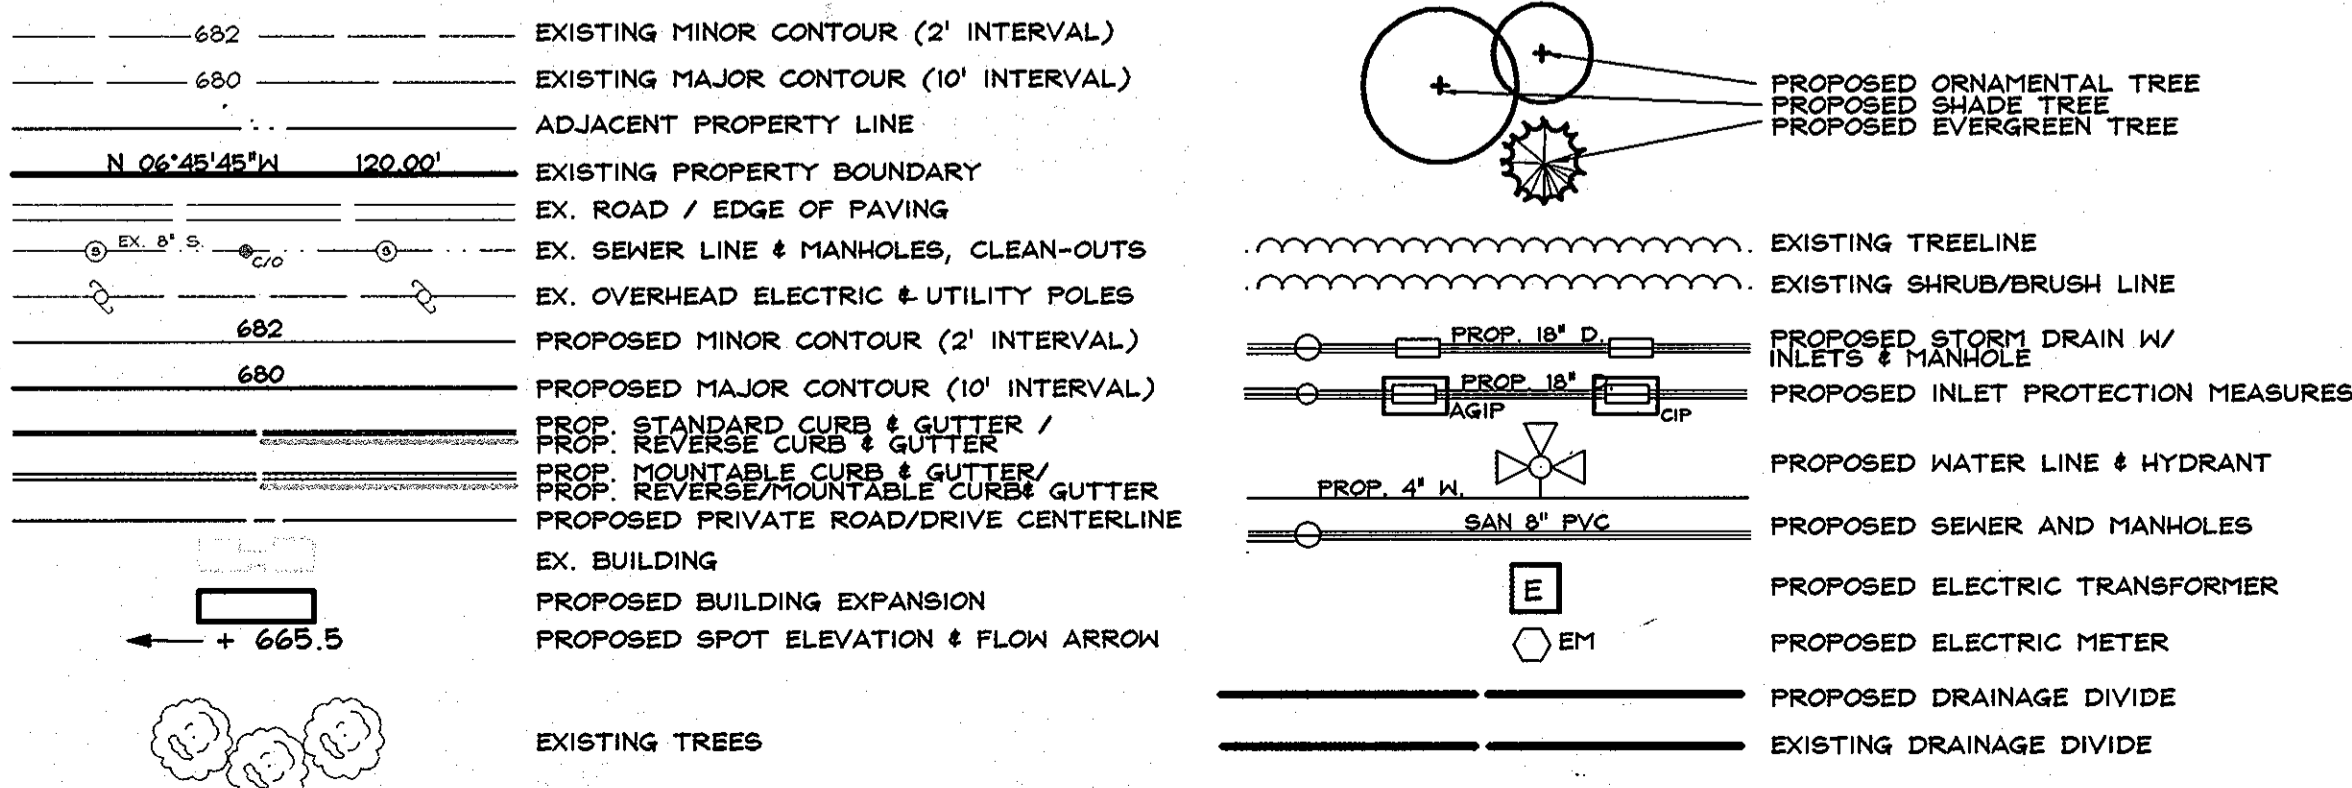 682 EXISTING MINOR CONTOUR (2' INTERVAL)
680 EXISTING MAJOR CONTOUR (10' INTERVAL)
ADJACENT PROPERTY LINE
N 06°45'45"W 120.00' EXISTING PROPERTY BOUNDARY
EX. ROAD / EDGE OF PAVING
S EX. 8" S. C/O S EX. SEWER LINE & MANHOLES, CLEAN-OUTS
EX. OVERHEAD ELECTRIC & UTILITY POLES
682 PROPOSED MINOR CONTOUR (2' INTERVAL)
680 PROPOSED MAJOR CONTOUR (10' INTERVAL)
PROP. STANDARD CURB & GUTTER /
PROP. REVERSE CURB & GUTTER
PROP. MOUNTABLE CURB & GUTTER/
PROP. REVERSE/MOUNTABLE CURB& GUTTER
PROPOSED PRIVATE ROAD/DRIVE CENTERLINE
EX. BUILDING
PROPOSED BUILDING EXPANSION
+ 665.5 PROPOSED SPOT ELEVATION & FLOW ARROW
EXISTING TREES
PROPOSED ORNAMENTAL TREE
PROPOSED SHADE TREE
PROPOSED EVERGREEN TREE
EXISTING TREELINE
EXISTING SHRUB/BRUSH LINE
PROP. 18" D. PROPOSED STORM DRAIN W/
INLETS & MANHOLE
PROP. 18" D. PROPOSED INLET PROTECTION MEASURES
AGIP CIP
PROPOSED WATER LINE & HYDRANT
PROP. 4" W.
SAN 8" PVC PROPOSED SEWER AND MANHOLES
E PROPOSED ELECTRIC TRANSFORMER
EM PROPOSED ELECTRIC METER
PROPOSED DRAINAGE DIVIDE
EXISTING DRAINAGE DIVIDE